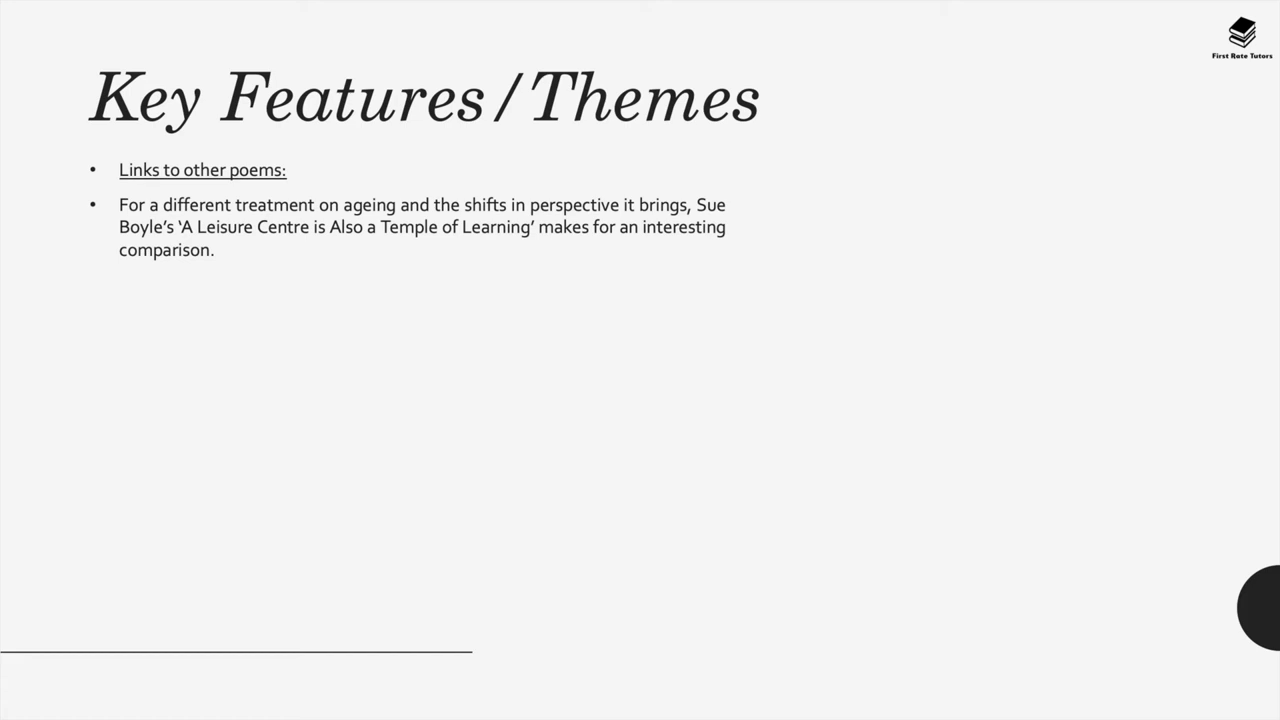 First Rate Tutors
Key Features/Themes
• Links to other poems:
• For a different treatment on ageing and the shifts in perspective it brings, Sue
Boyle’s ‘A Leisure Centre is Also a Temple of Learning’ makes for an interesting
comparison.